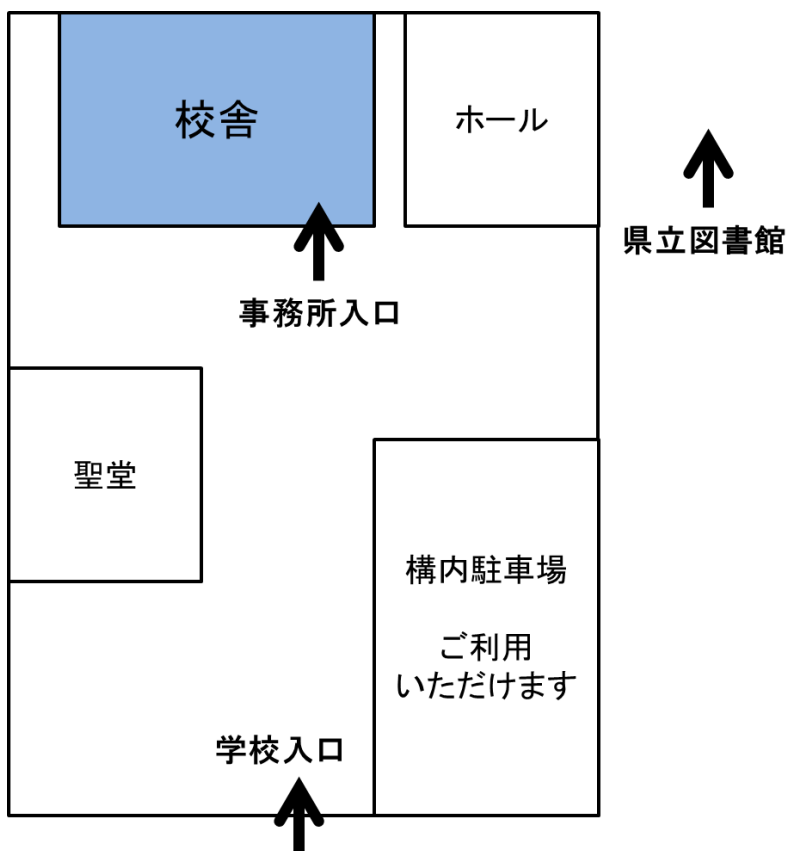 校舎
ホール
県立図書館
事務所入口
聖堂
構内駐車場
ご利用
いただけます
学校入口